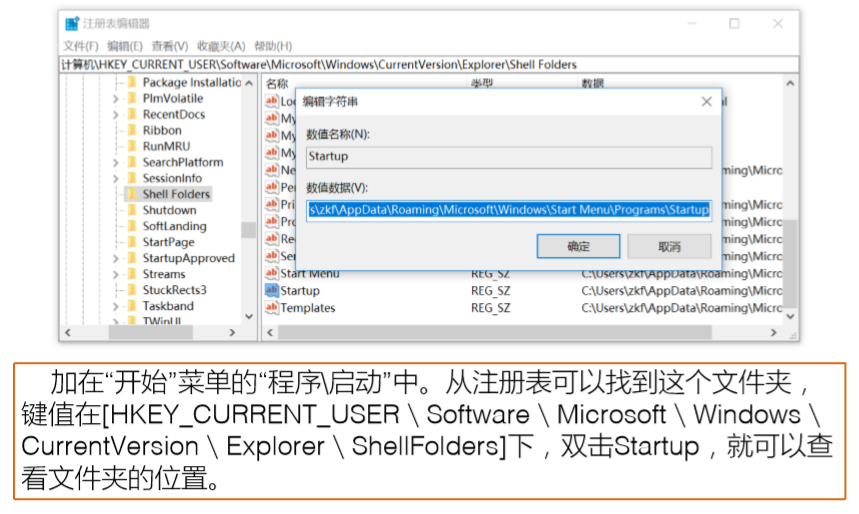 注册表编辑器
文件(F) 编辑(E) 查看(V) 收藏夹(A) 帮助(H)
计算机\HKEY_CURRENT_USER\Software\Microsoft\Windows\CurrentVersion\Explorer\Shell Folders
Package Installatio
PlmVolatile
RecentDocs
Ribbon
RunMRU
SearchPlatform
SessionInfo
Shell Folders
Shutdown
SoftLanding
StartPage
StartupApproved
Streams
StuckRects3
Taskband
TWinUI
名称 类型 数据
编辑字符串
数值名称(N):
Startup
数值数据(V):
s\zkf\AppData\Roaming\Microsoft\Windows\Start Menu\Programs\Startup
确定 取消
Start Menu REG_SZ C:\Users\zkf\AppData\Roaming\Micro
Startup REG_SZ C:\Users\zkf\AppData\Roaming\Micro
Templates REG_SZ C:\Users\zkf\AppData\Roaming\Micro
加在“开始”菜单的“程序\启动”中。从注册表可以找到这个文件夹，
键值在[HKEY_CURRENT_USER \ Software \ Microsoft \ Windows \
CurrentVersion \ Explorer \ ShellFolders]下，双击Startup，就可以查
看文件夹的位置。